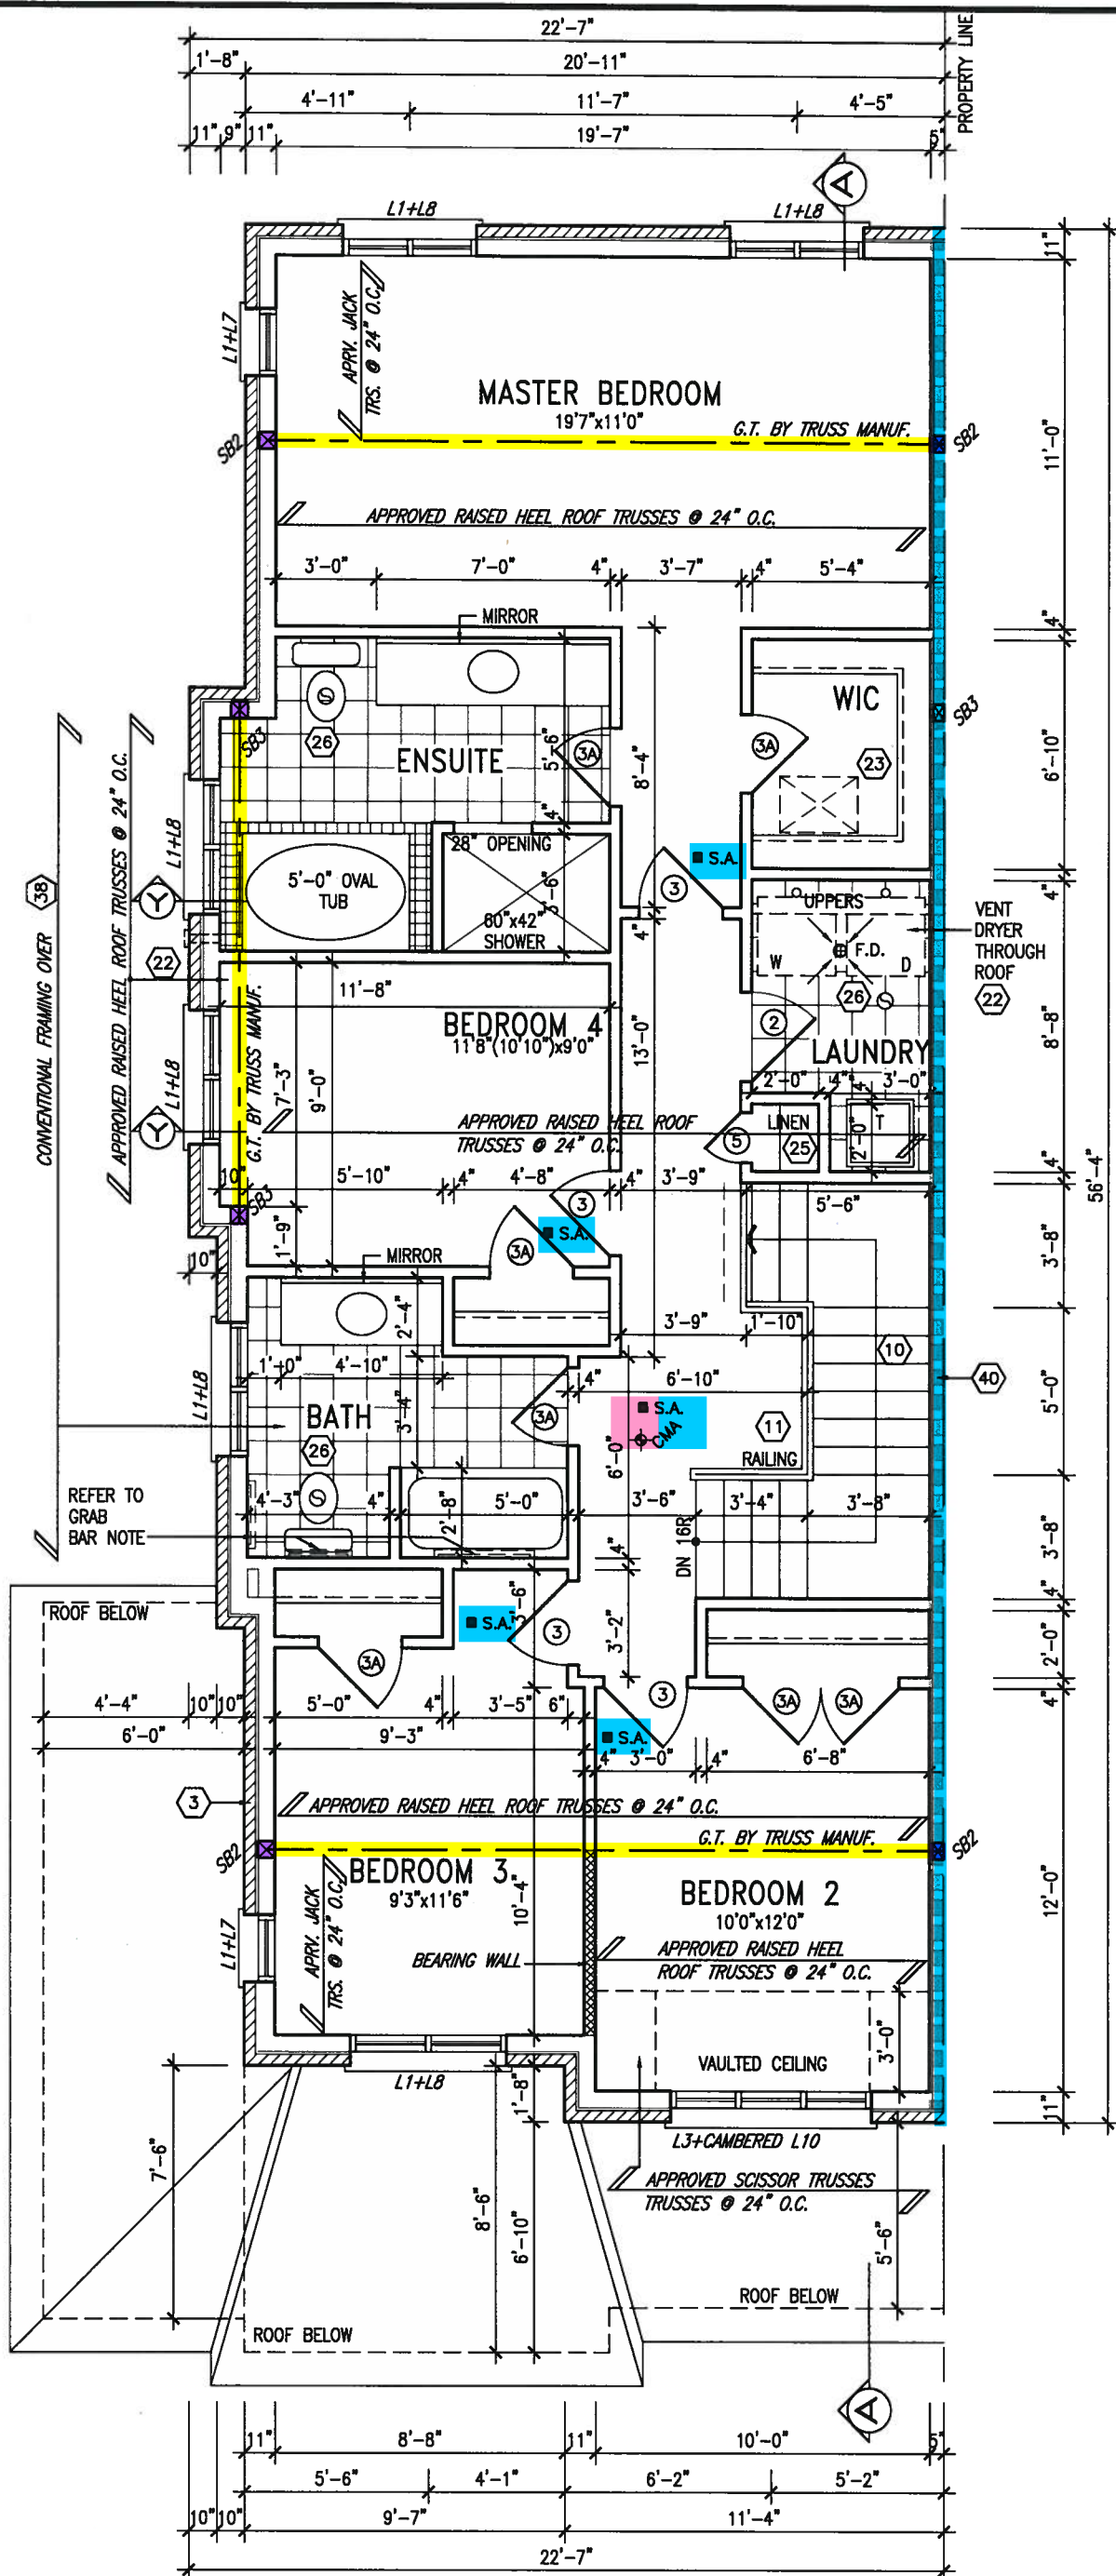 22'-7"
PROPERTY LINE
1'-8"
20'-11"
4'-11"
11'-7"
4'-5"
11"
9"
11"
19'-7"
5"
A
L1+L8
L1+L8
11"
L1+L7
APRV. JACK
TRS. @ 24" O.C.
MASTER BEDROOM
19'7"x11'0"
G.T. BY TRUSS MANUF.
SB2
SB2
11'-0"
APPROVED RAISED HEEL ROOF TRUSSES @ 24" O.C.
3'-0"
7'-0"
4"
3'-7"
4"
5'-4"
4"
MIRROR
WIC
SB3
SB3
26
ENSUITE
5'-6"
3A
8'-4"
3A
23
6'-10"
4"
28" OPENING
S.A.
5'-0" OVAL
TUB
3'-6"
60"x42"
SHOWER
3
4"
UPPERS
4"
VENT
DRYER
THROUGH
ROOF
22
W
F.D.
D
26
38
CONVENTIONAL FRAMING OVER
APPROVED RAISED HEEL ROOF TRUSSES @ 24" O.C.
L1+L8
Y
22
11'-8"
BEDROOM 4
11'8"(10'10")x9'0"
13'-0"
2
LAUNDRY
8'-8"
G.T. BY TRUSS MANUF.
7'-3"
9'-0"
L1+L8
Y
2'-0"
4"
4"
3'-0"
APPROVED RAISED HEEL ROOF
TRUSSES @ 24" O.C.
5
LINEN
25
2'-0"
T
56'-4"
10"
5'-10"
4"
4'-8"
4"
3'-9"
4"
5'-6"
SB3
3
S.A.
3A
1'-9"
10"
MIRROR
3'-8"
2'-4"
3'-9"
1'-10"
10
40
1'-0"
4'-10"
4"
6'-10"
5'-0"
L1+L8
BATH
3'-4"
3A
S.A.
CMA
11
RAILING
26
6'-0"
REFER TO
GRAB
BAR NOTE
4'-3"
4"
2'-8"
5'-0"
3'-6"
3'-4"
3'-8"
DN 16R
4"
3'-8"
4"
ROOF BELOW
3'-6"
S.A.
3
3'-2"
2'-0"
3A
3
3A
3A
4"
4'-4"
10"
10"
5'-0"
4"
3'-5"
6"
S.A.
6'-0"
9'-3"
4"
3'-0"
4"
6'-8"
3
APPROVED RAISED HEEL ROOF TRUSSES @ 24" O.C.
G.T. BY TRUSS MANUF.
SB2
SB2
BEDROOM 3
9'3"x11'6"
10'-4"
BEDROOM 2
10'0"x12'0"
12'-0"
L1+L7
APRV. JACK
TRS. @ 24" O.C.
BEARING WALL
APPROVED RAISED HEEL
ROOF TRUSSES @ 24" O.C.
VAULTED CEILING
3'-0"
L1+L8
1'-8"
11"
L3+CAMBERED L10
7'-6"
8'-6"
6'-10"
APPROVED SCISSOR TRUSSES
TRUSSES @ 24" O.C.
5'-6"
ROOF BELOW
ROOF BELOW
A
11"
8'-8"
11"
10'-0"
5"
5'-6"
4'-1"
6'-2"
5'-2"
10"
10"
9'-7"
11'-4"
22'-7"